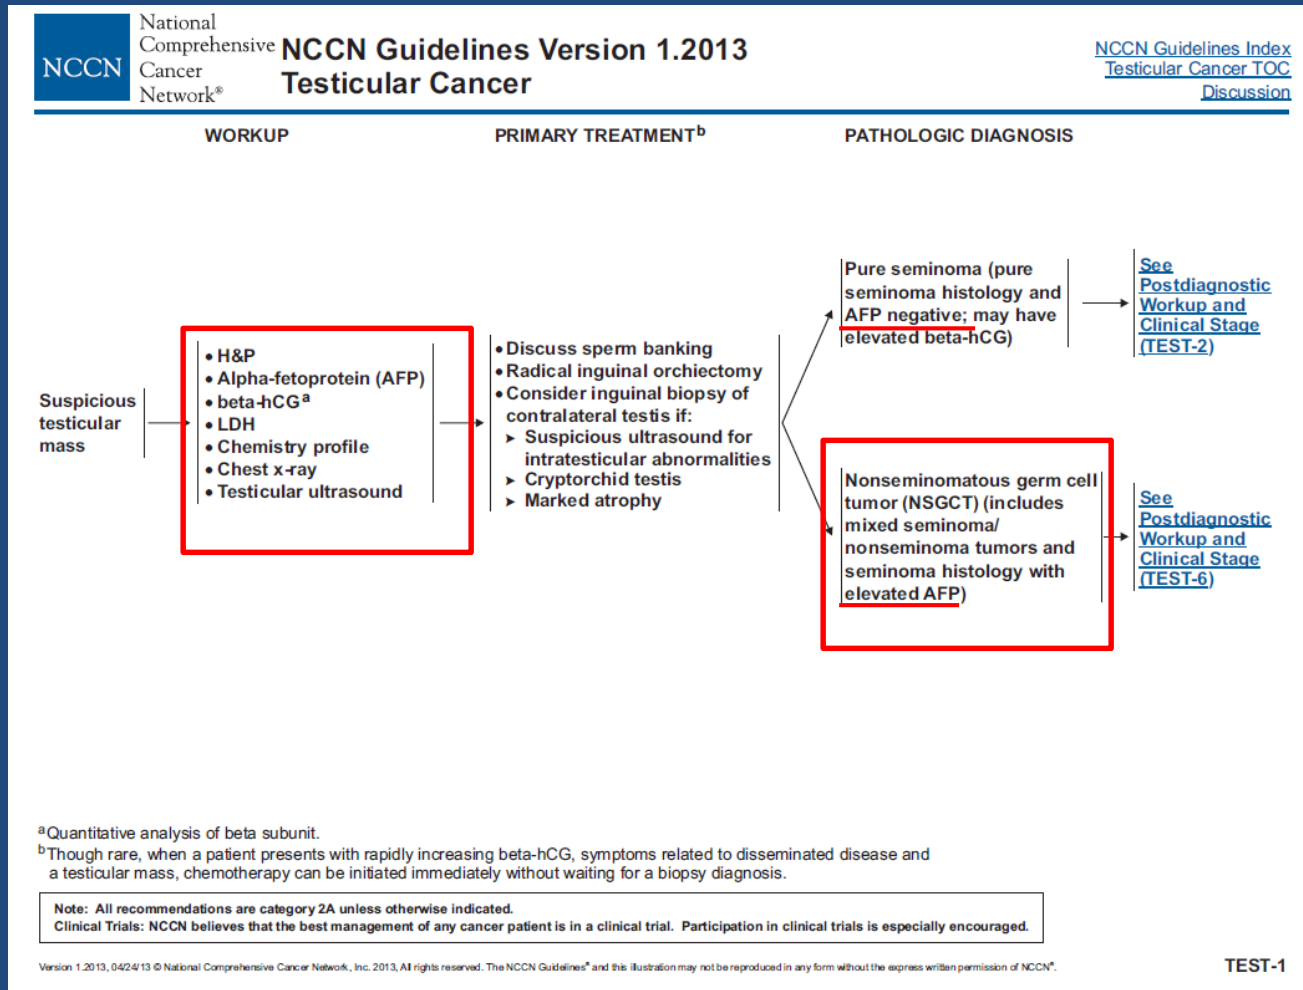 NCCN
National
Comprehensive
Cancer
Network®
NCCN Guidelines Version 1.2013
Testicular Cancer
NCCN Guidelines Index
Testicular Cancer TOC
Discussion
WORKUP
PRIMARY TREATMENTb
PATHOLOGIC DIAGNOSIS
Suspicious
testicular
mass
• H&P
• Alpha-fetoprotein (AFP)
• beta-hCGa
• LDH
• Chemistry profile
• Chest x-ray
• Testicular ultrasound
• Discuss sperm banking
• Radical inguinal orchiectomy
• Consider inguinal biopsy of
contralateral testis if:
➤ Suspicious ultrasound for
intratesticular abnormalities
➤ Cryptorchid testis
➤ Marked atrophy
Pure seminoma (pure
seminoma histology and
AFP negative; may have
elevated beta-hCG)
See
Postdiagnostic
Workup and
Clinical Stage
(TEST-2)
Nonseminomatous germ cell
tumor (NSGCT) (includes
mixed seminoma/
nonseminoma tumors and
seminoma histology with
elevated AFP)
See
Postdiagnostic
Workup and
Clinical Stage
(TEST-6)
aQuantitative analysis of beta subunit.
bThough rare, when a patient presents with rapidly increasing beta-hCG, symptoms related to disseminated disease and
a testicular mass, chemotherapy can be initiated immediately without waiting for a biopsy diagnosis.
Note: All recommendations are category 2A unless otherwise indicated.
Clinical Trials: NCCN believes that the best management of any cancer patient is in a clinical trial. Participation in clinical trials is especially encouraged.
Version 1.2013, 04/24/13 © National Comprehensive Cancer Network, Inc. 2013, All rights reserved. The NCCN Guidelines® and this illustration may not be reproduced in any form without the express written permission of NCCN®.
TEST-1